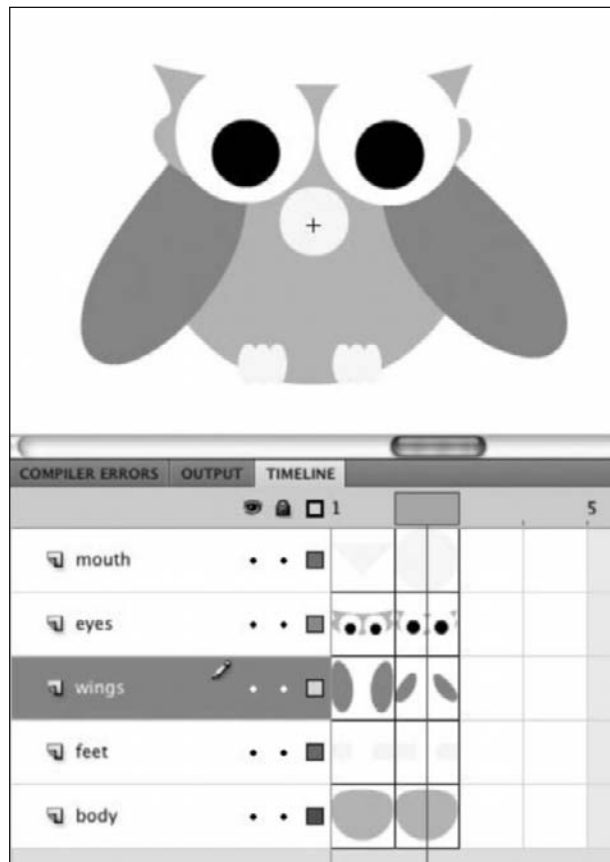 COMPILER ERRORS OUTPUT TIMELINE
1 5
mouth
eyes
wings
feet
body